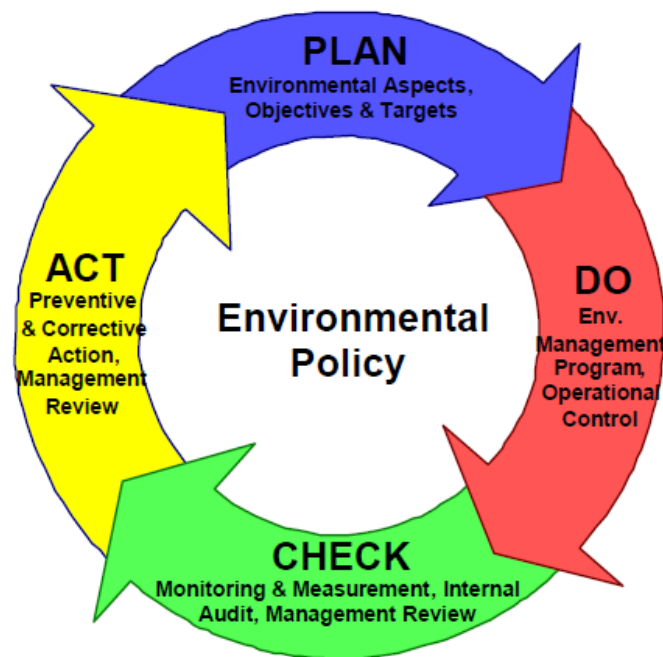 PLAN
Environmental Aspects,
Objectives & Targets
DO
Env.
Management
Program,
Operational
Control
CHECK
Monitoring & Measurement, Internal
Audit, Management Review
ACT
Preventive
& Corrective
Action,
Management
Review
Environmental
Policy